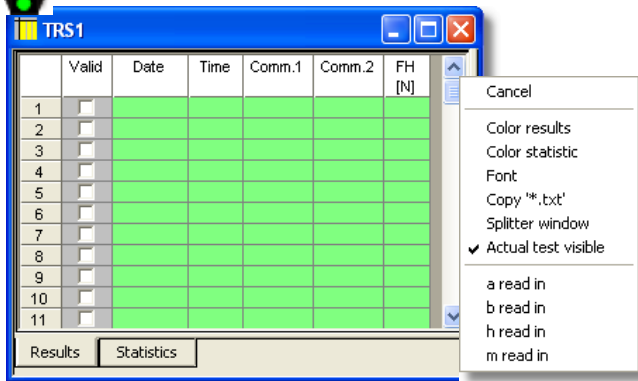 TRS1
Valid Date Time Comm.1 Comm.2 FH
[N]
1
2
3
4
5
6
7
8
9
10
11
Results Statistics
Cancel
Color results
Color statistic
Font
Copy '*.txt'
Splitter window
Actual test visible
a read in
b read in
h read in
m read in